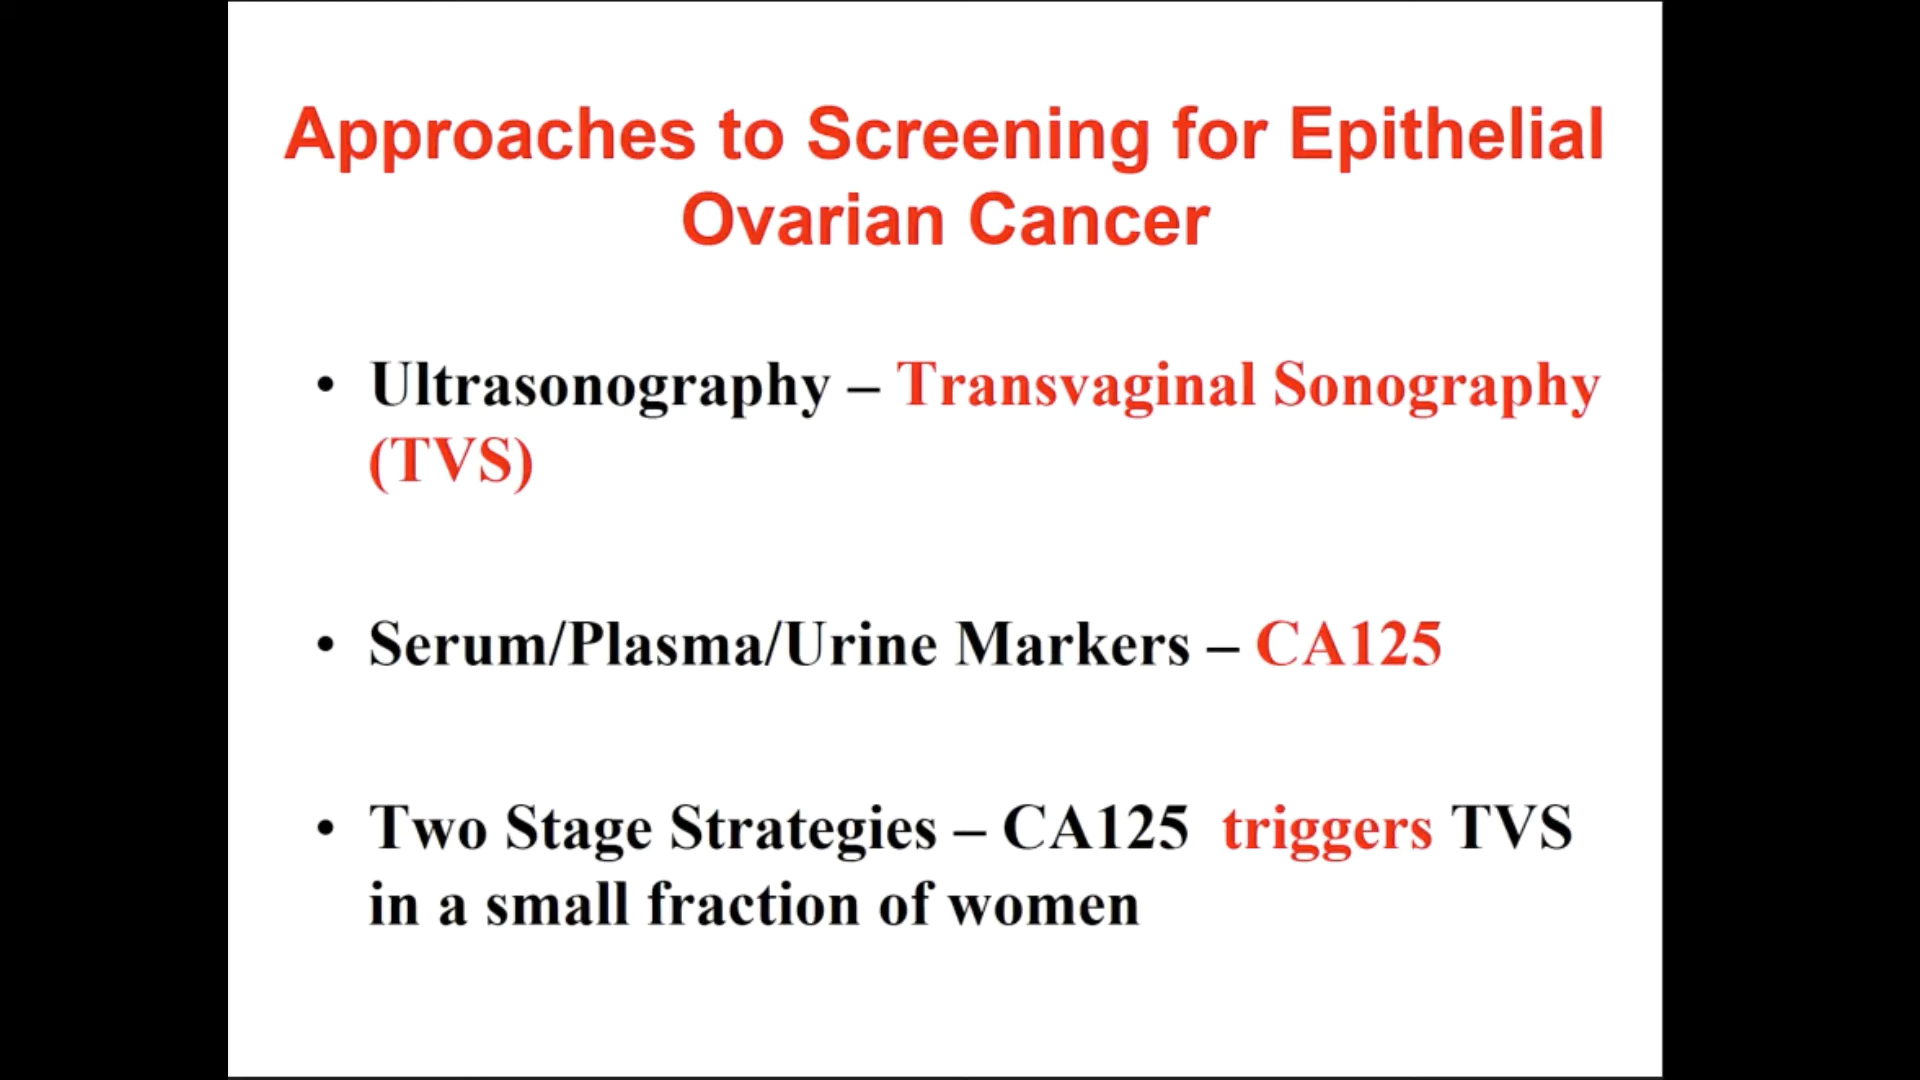 Approaches to Screening for Epithelial
Ovarian Cancer
• Ultrasonography – Transvaginal Sonography
(TVS)
• Serum/Plasma/Urine Markers – CA125
• Two Stage Strategies – CA125 triggers TVS
in a small fraction of women